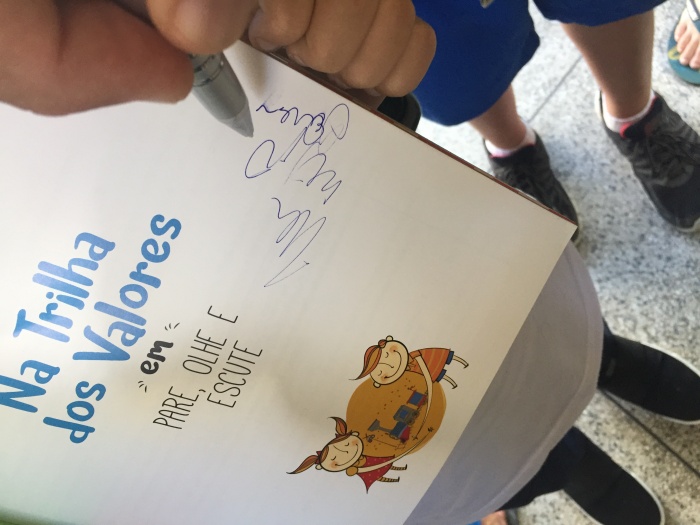 Na Trilha
dos Valores
em
PARE, OLHE E
ESCUTE